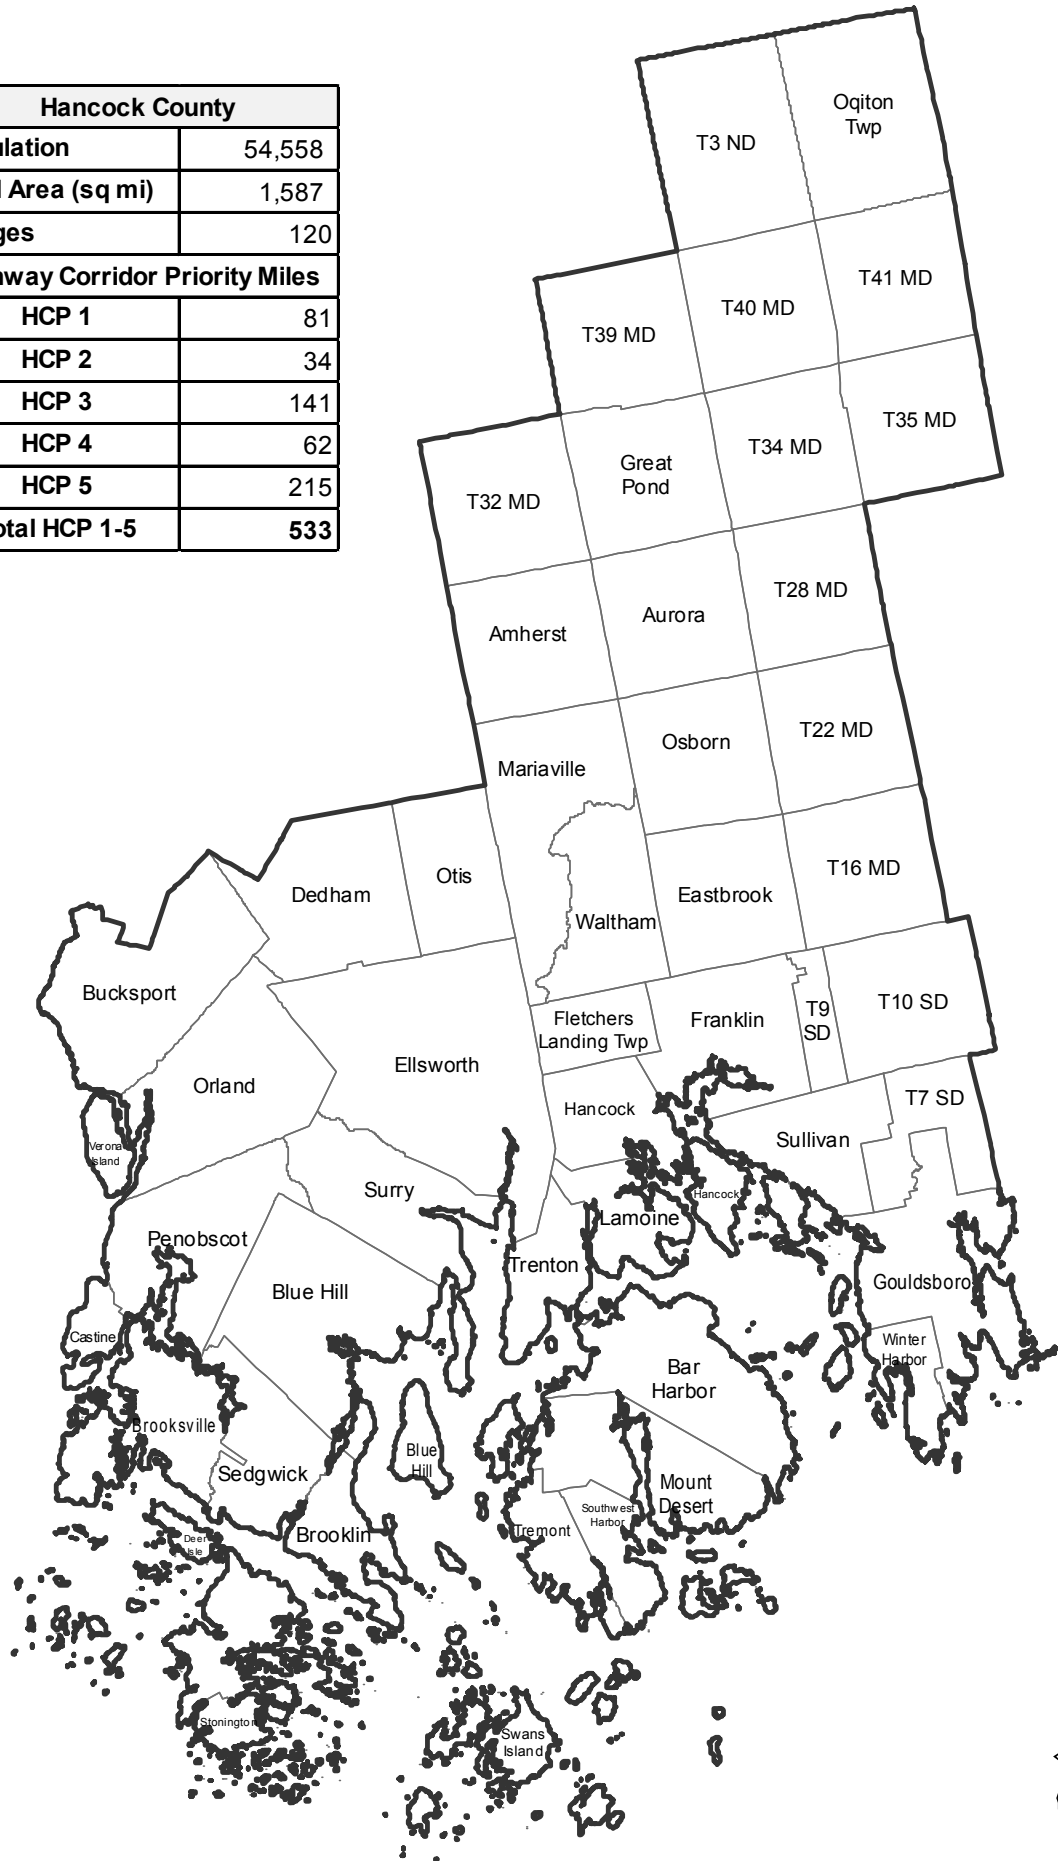 Hancock County
ulation 54,558
l Area (sq mi) 1,587
ges 120
nway Corridor Priority Miles
HCP 1 81
HCP 2 34
HCP 3 141
HCP 4 62
HCP 5 215
otal HCP 1-5 533
Oqiton
Twp
T3 ND
T41 MD
T40 MD
T39 MD
T35 MD
T34 MD
Great
Pond
T32 MD
T28 MD
Aurora
Amherst
T22 MD
Osborn
Mariaville
T16 MD
Otis
Dedham
Eastbrook
Waltham
Bucksport
T10 SD
T9
SD
Franklin
Fletchers
Landing Twp
Ellsworth
Orland
T7 SD
Hancock
Sullivan
Verona
Island
Surry
Hancock
Lamoine
Penobscot
Trenton
Gouldsboro
Blue Hill
Castine
Winter
Harbor
Bar
Harbor
Brooksville
Blue
Hill
Sedgwick
Mount
Desert
Southwest
Harbor
Tremont
Brooklin
Deer
Isle
Stonington
Swans
Island